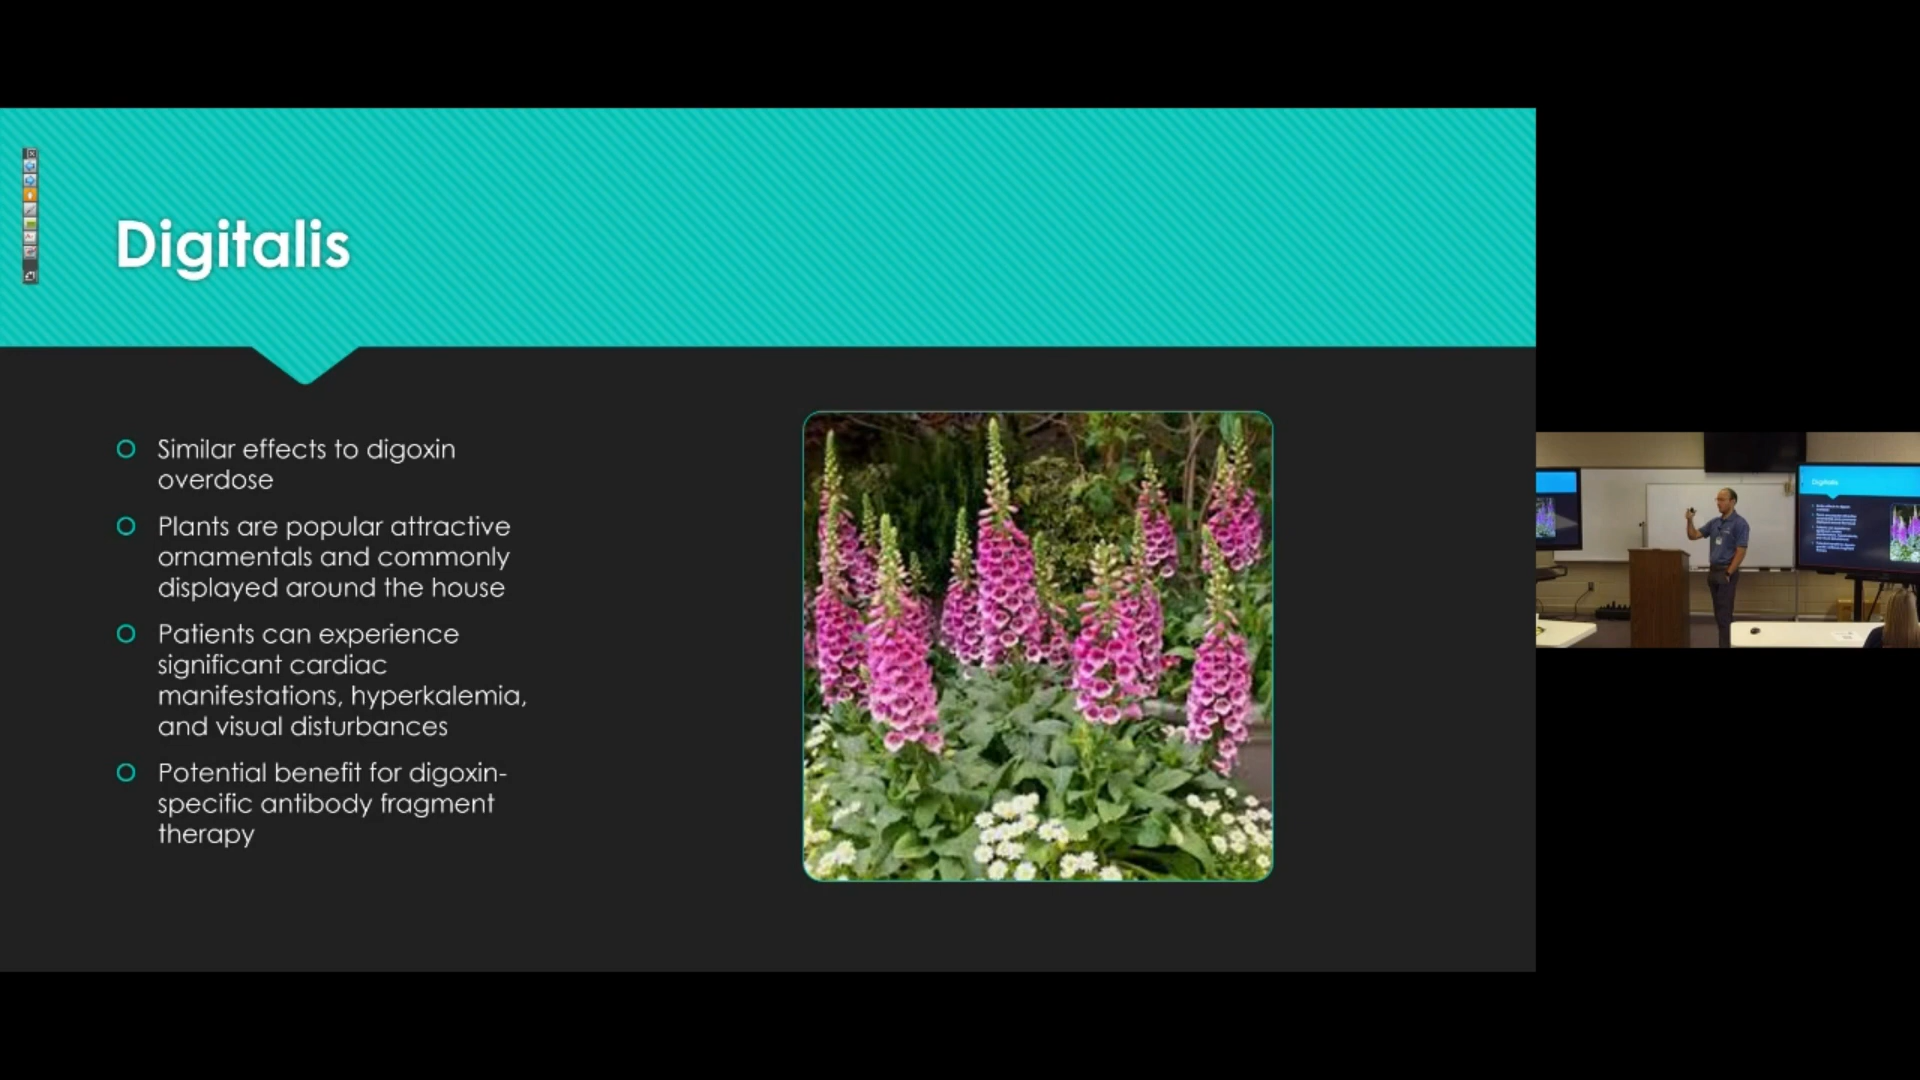 Digitalis
Similar effects to digoxin
overdose
Plants are popular attractive
ornamentals and commonly
displayed around the house
Patients can experience
significant cardiac
manifestations, hyperkalemia,
and visual disturbances
Potential benefit for digoxin-
specific antibody fragment
therapy
Digitalis